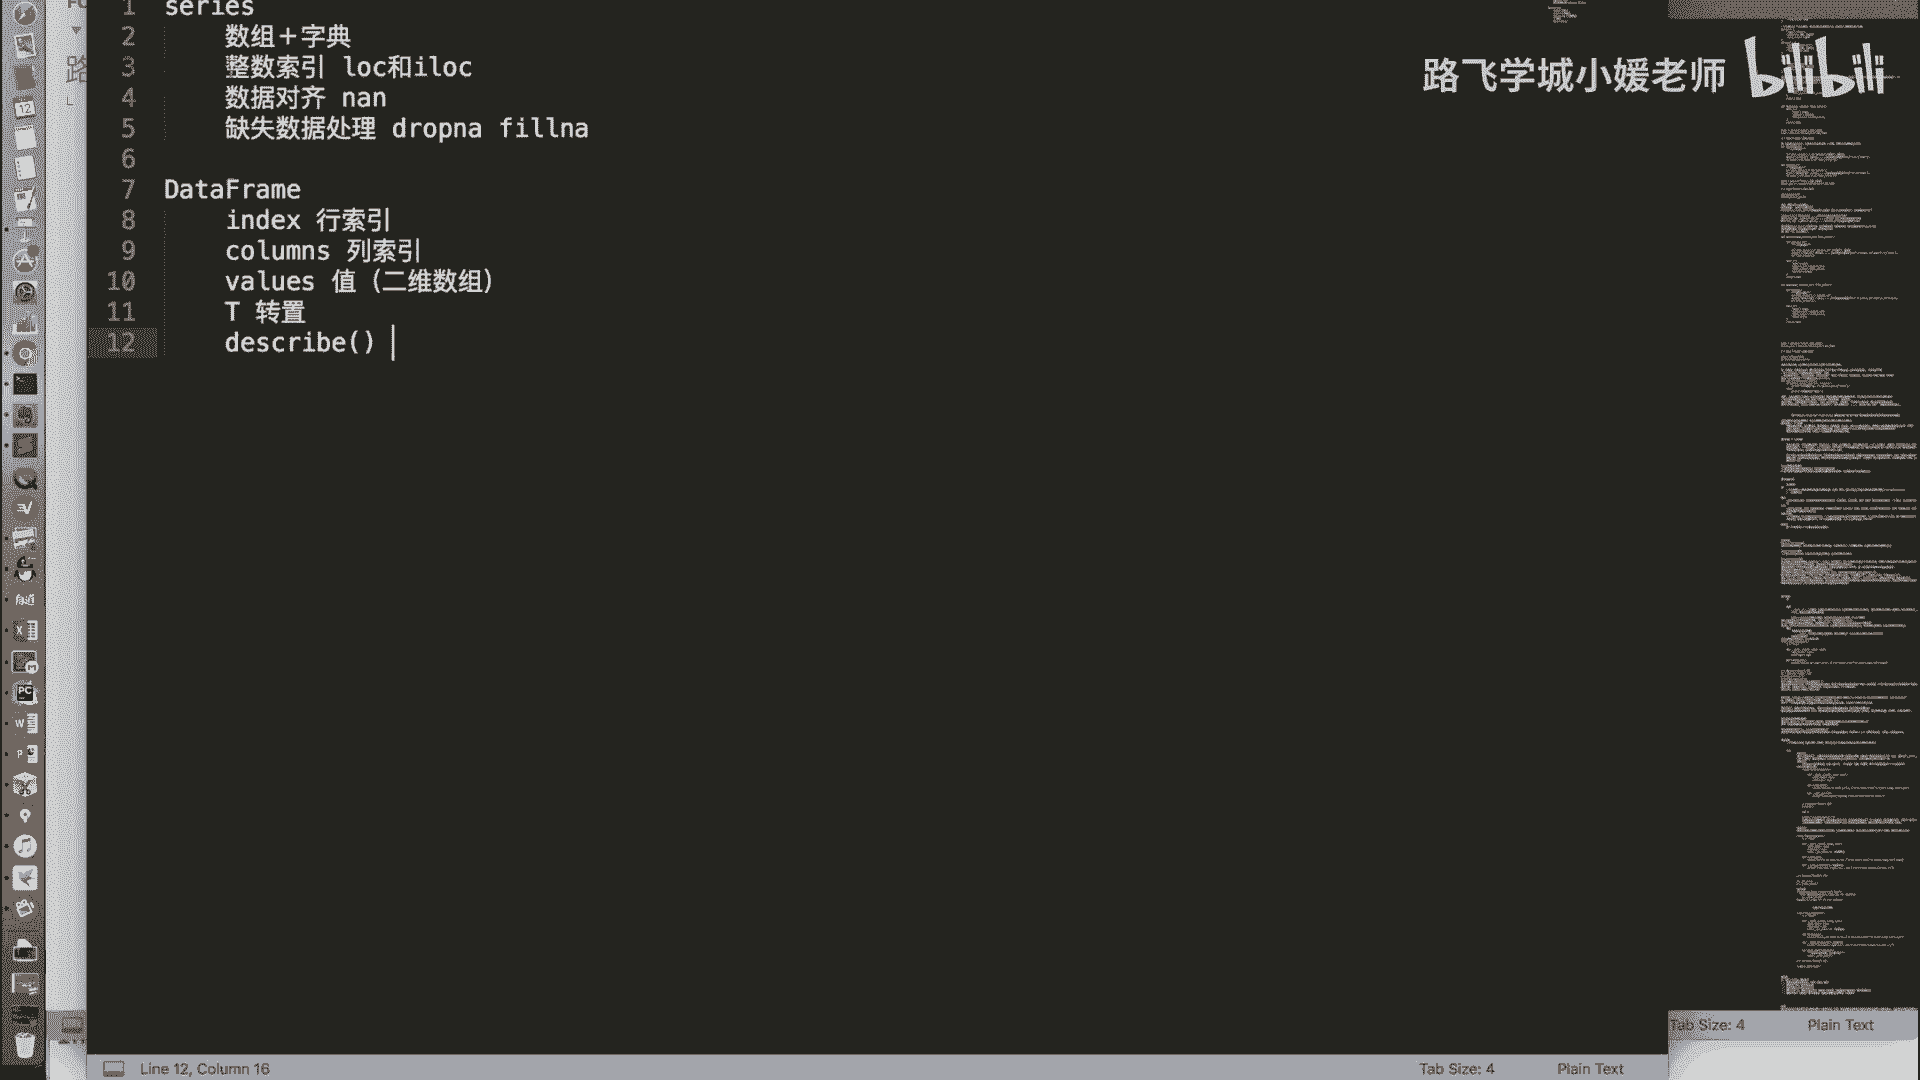 1 series
2 数组＋字典
3 整数索引 loc和iloc
4 数据对齐 nan
5 缺失数据处理 dropna fillna
6
7 DataFrame
8 index 行索引
9 columns 列索引
10 values 值（二维数组）
11 T 转置
12 describe()
路飞学城小媛老师 bilibili
Line 12, Column 16
Tab Size: 4
Plain Text
Tab Size: 4
Plain Text